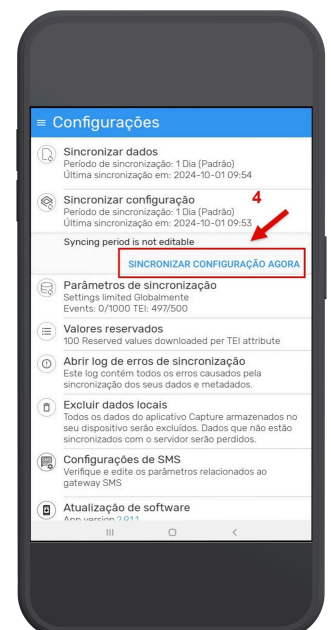 Configurações
Sincronizar dados
Período de sincronização: 1 Dia (Padrão)
Última sincronização em: 2024-10-01 09:54
Sincronizar configuração
Período de sincronização: 1 Dia (Padrão)
Última sincronização em: 2024-10-01 09:53
4
Syncing period is not editable
SINCRONIZAR CONFIGURAÇÃO AGORA
Parâmetros de sincronização
Settings limited Globalmente
Events: 0/1000 TEI: 497/500
Valores reservados
100 Reserved values downloaded per TEI attribute
Abrir log de erros de sincronização
Este log contém todos os erros causados pela
sincronização dos seus dados e metadados.
Excluir dados locais
Todos os dados do aplicativo Capture armazenados no
seu dispositivo serão excluídos. Dados que não estão
sincronizados com o servidor serão perdidos.
Configurações de SMS
Verifique e edite os parâmetros relacionados ao
gateway SMS
Atualização de software
App version 2.9.1.1